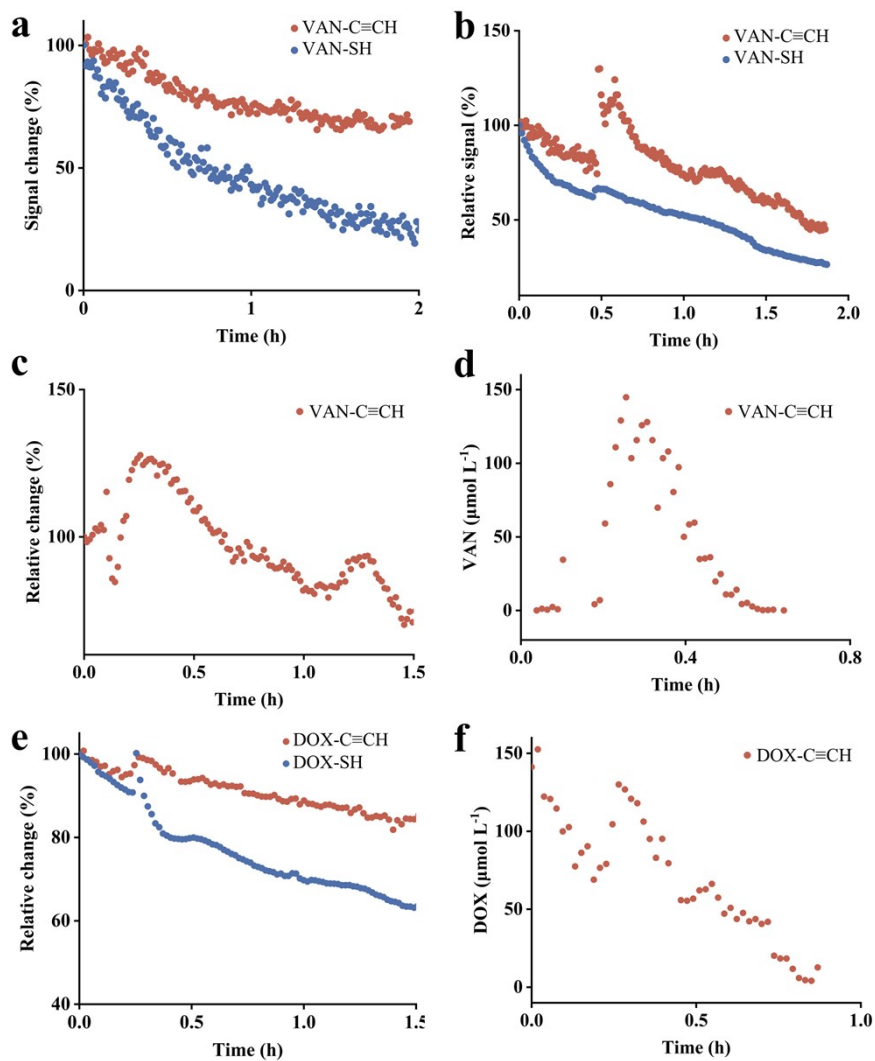 a
VAN-C≡CH
VAN-SH
Signal change (%)
100
50
0
0
1
2
Time (h)
b
VAN-C≡CH
VAN-SH
Relative signal (%)
150
100
50
0.0
0.5
1.0
1.5
2.0
Time (h)
c
VAN-C≡CH
Relative change (%)
150
100
0.0
0.5
1.0
1.5
Time (h)
d
VAN-C≡CH
VAN (μmol L⁻¹)
150
100
50
0
0.0
0.4
0.8
Time (h)
e
DOX-C≡CH
DOX-SH
Relative change (%)
100
80
60
40
0.0
0.5
1.0
1.5
Time (h)
f
DOX-C≡CH
DOX (μmol L⁻¹)
150
100
50
0
0.0
0.5
1.0
Time (h)